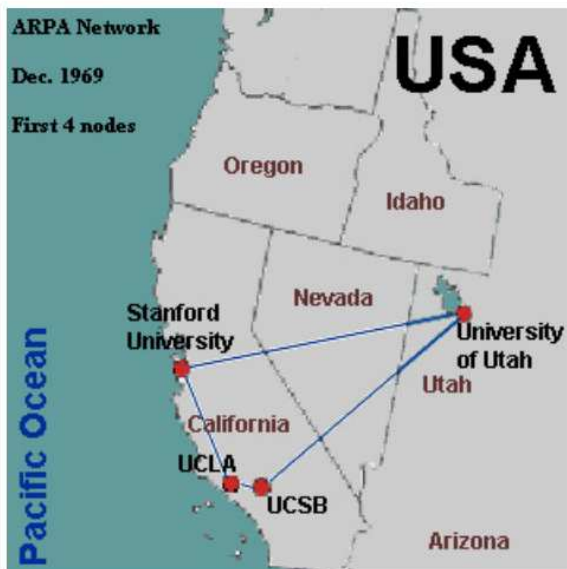 ARPA Network
Dec. 1969
First 4 nodes
USA
Oregon
Idaho
Nevada
Stanford
University
University
of Utah
Utah
California
UCLA
UCSB
Arizona
Pacific Ocean